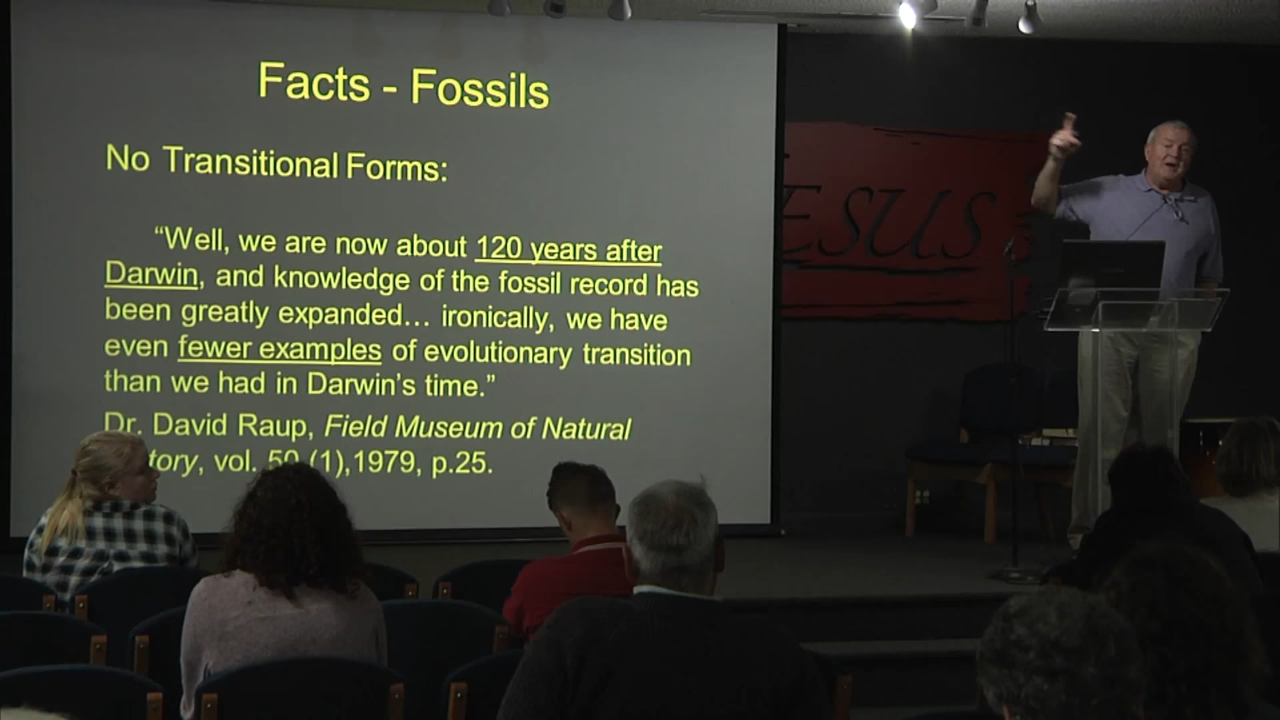 Facts - Fossils
No Transitional Forms:
“Well, we are now about 120 years after
Darwin, and knowledge of the fossil record has
been greatly expanded... ironically, we have
even fewer examples of evolutionary transition
than we had in Darwin’s time.”
Dr. David Raup, Field Museum of Natural
tory, vol. 50 (1),1979, p.25.
ESUS